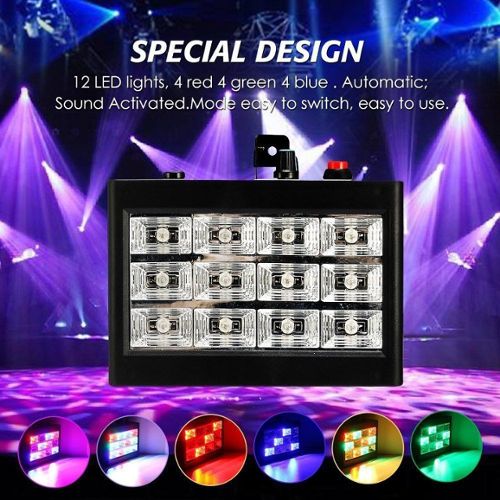 SPECIAL DESIGN
12 LED lights, 4 red 4 green 4 blue . Automatic;
Sound Activated.Mode easy to switch, easy to use.